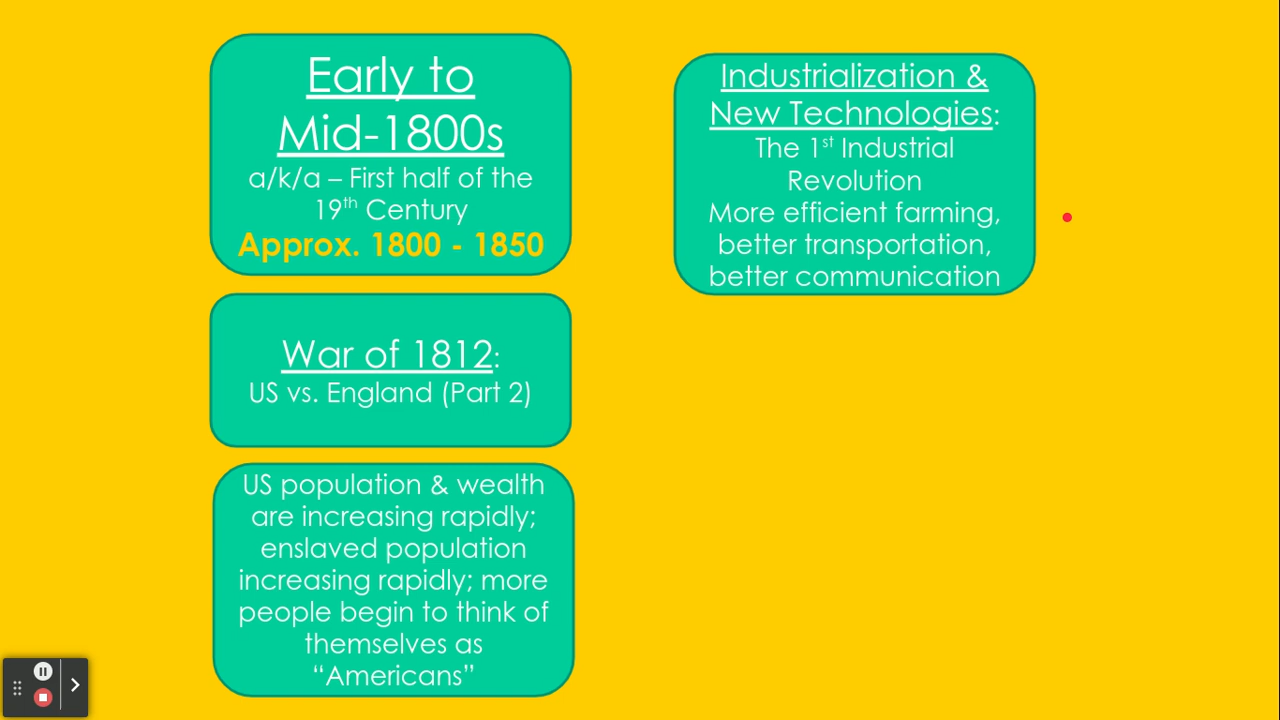 Early to
Mid-1800s
a/k/a – First half of the
19th Century
Approx. 1800 - 1850
War of 1812:
US vs. England (Part 2)
US population & wealth
are increasing rapidly;
enslaved population
increasing rapidly; more
people begin to think of
themselves as
“Americans”
Industrialization &
New Technologies:
The 1st Industrial
Revolution
More efficient farming,
better transportation,
better communication